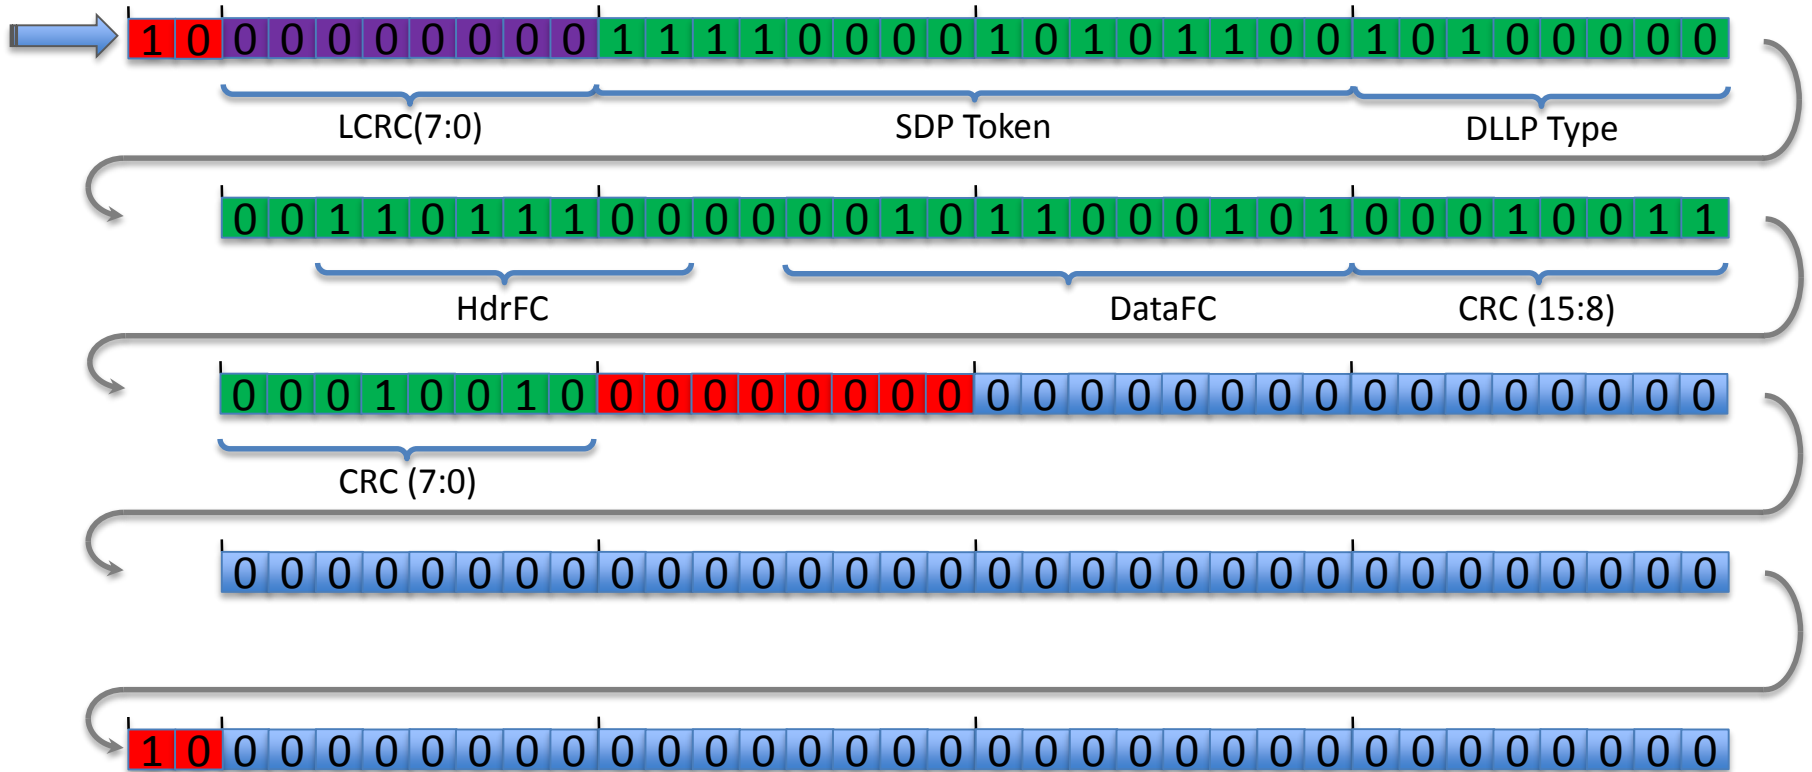 1 0 0 0 0 0 0 0 0 0 1 1 1 1 0 0 0 0 1 0 1 0 1 1 0 0 1 0 1 0 0 0 0 0
LCRC(7:0) SDP Token DLLP Type
0 0 1 1 0 1 1 1 0 0 0 0 0 0 1 0 1 1 0 0 0 1 0 1 0 0 0 1 0 0 1 1
HdrFC DataFC CRC (15:8)
0 0 0 1 0 0 1 0 0 0 0 0 0 0 0 0 0 0 0 0 0 0 0 0 0 0 0 0 0 0 0 0
CRC (7:0)
0 0 0 0 0 0 0 0 0 0 0 0 0 0 0 0 0 0 0 0 0 0 0 0 0 0 0 0 0 0 0 0
1 0 0 0 0 0 0 0 0 0 0 0 0 0 0 0 0 0 0 0 0 0 0 0 0 0 0 0 0 0 0 0 0 0